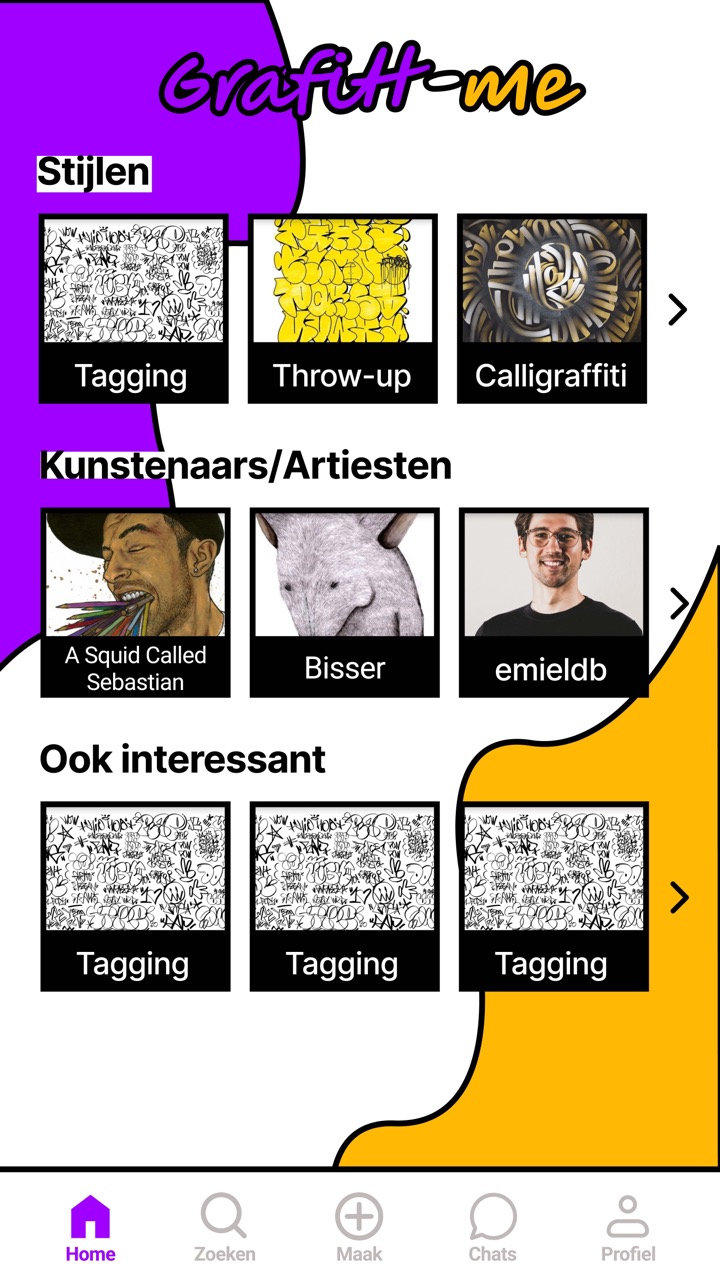 Grafitt-me
Stijlen
Tagging
Throw-up
Calligraffiti
Kunstenaars/Artiesten
A Squid Called
Sebastian
Bisser
emieldb
Ook interessant
Tagging
Tagging
Tagging
Home
Zoeken
Maak
Chats
Profiel